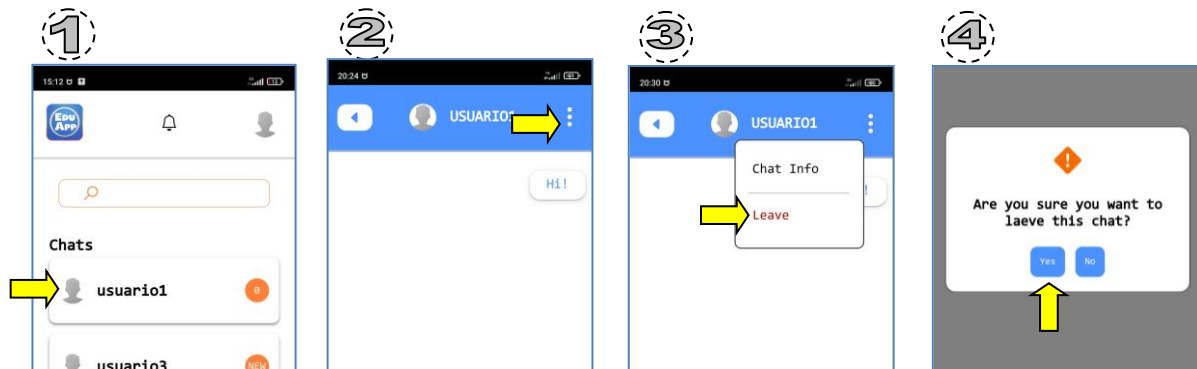 1
15:12
EDU
APP
Chats
usuario1
0
usuario3
NEW
2
20:24
USUARIO1
Hi!
3
20:30
USUARIO1
Chat Info
Leave
4
Are you sure you want to
laeve this chat?
Yes
No